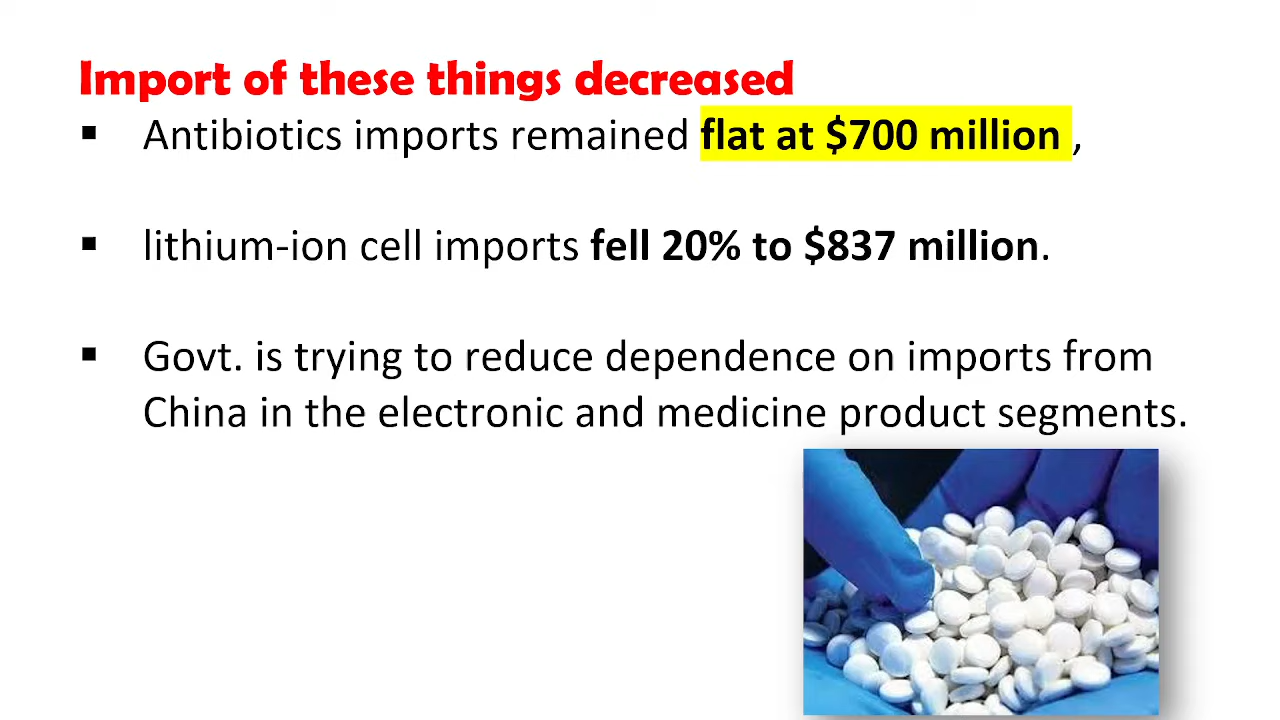 Import of these things decreased
▪ Antibiotics imports remained flat at $700 million ,
▪ lithium-ion cell imports fell 20% to $837 million.
▪ Govt. is trying to reduce dependence on imports from
China in the electronic and medicine product segments.